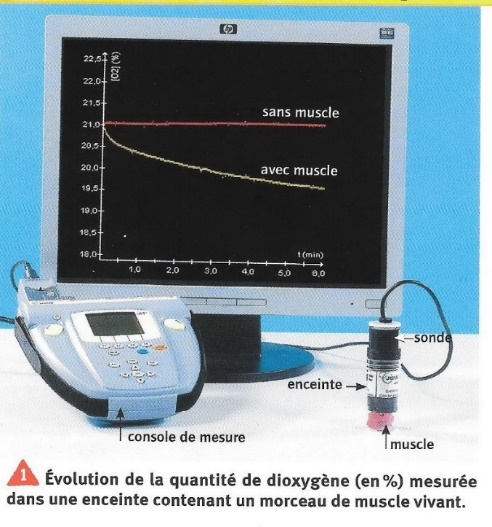 hp
[O2] (%)
22,5
22,0
21,5
21,0
20,5
20,0
19,5
19,0
18,5
18,0
sans muscle
avec muscle
t (min)
1,0 2,0 3,0 4,0 5,0 6,0
sonde
enceinte
console de mesure
muscle
1 Évolution de la quantité de dioxygène (en %) mesurée
dans une enceinte contenant un morceau de muscle vivant.